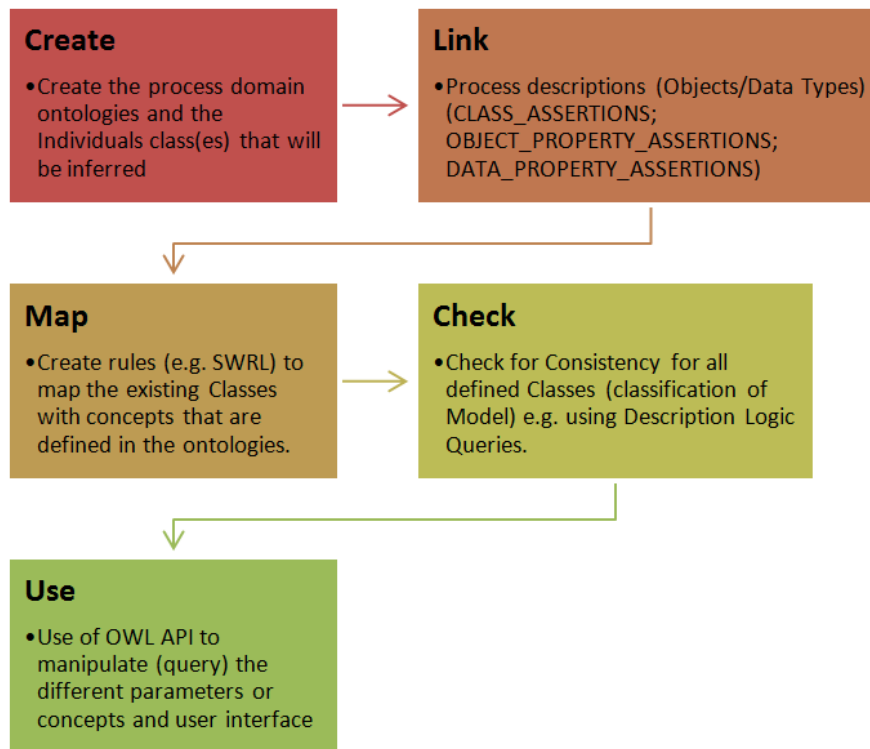 Create
•Create the process domain
ontologies and the
Individuals class(es) that will
be inferred
Link
•Process descriptions (Objects/Data Types)
(CLASS_ASSERTIONS;
OBJECT_PROPERTY_ASSERTIONS;
DATA_PROPERTY_ASSERTIONS)
Map
•Create rules (e.g. SWRL) to
map the existing Classes
with concepts that are
defined in the ontologies.
Check
•Check for Consistency for all
defined Classes (classification of
Model) e.g. using Description Logic
Queries.
Use
•Use of OWL API to
manipulate (query) the
different parameters or
concepts and user interface